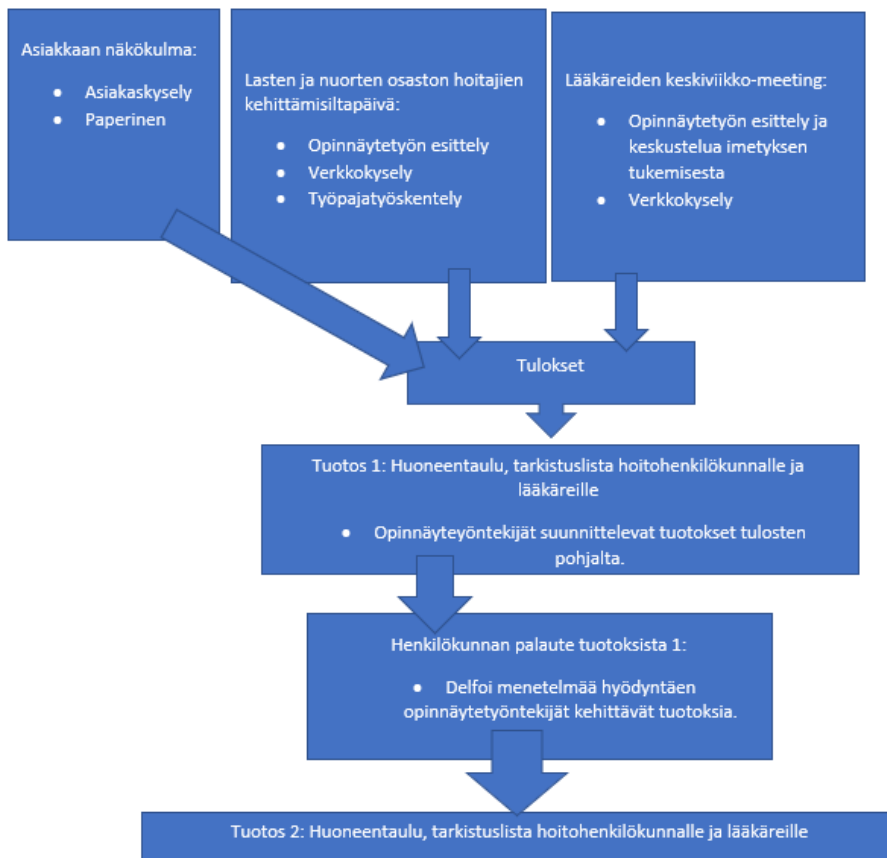 Asiakkaan näkökulma:
● Asiakaskysely
● Paperinen
Lasten ja nuorten osaston hoitajien
kehittämisiltapäivä:
● Opinnäytetyön esittely
● Verkkokysely
● Työpajatyöskentely
Lääkäreiden keskiviikko-meeting:
● Opinnäytetyön esittely ja
keskustelua imetyksen
tukemisesta
● Verkkokysely
Tulokset
Tuotos 1: Huoneentaulu, tarkistuslista hoitohenkilökunnalle ja
lääkäreille
● Opinnäyteyöntekijät suunnittelevat tuotokset tulosten
pohjalta.
Henkilökunnan palaute tuotoksista 1:
● Delfoi menetelmää hyödyntäen
opinnäytetyöntekijät kehittävät tuotoksia.
Tuotos 2: Huoneentaulu, tarkistuslista hoitohenkilökunnalle ja lääkäreille